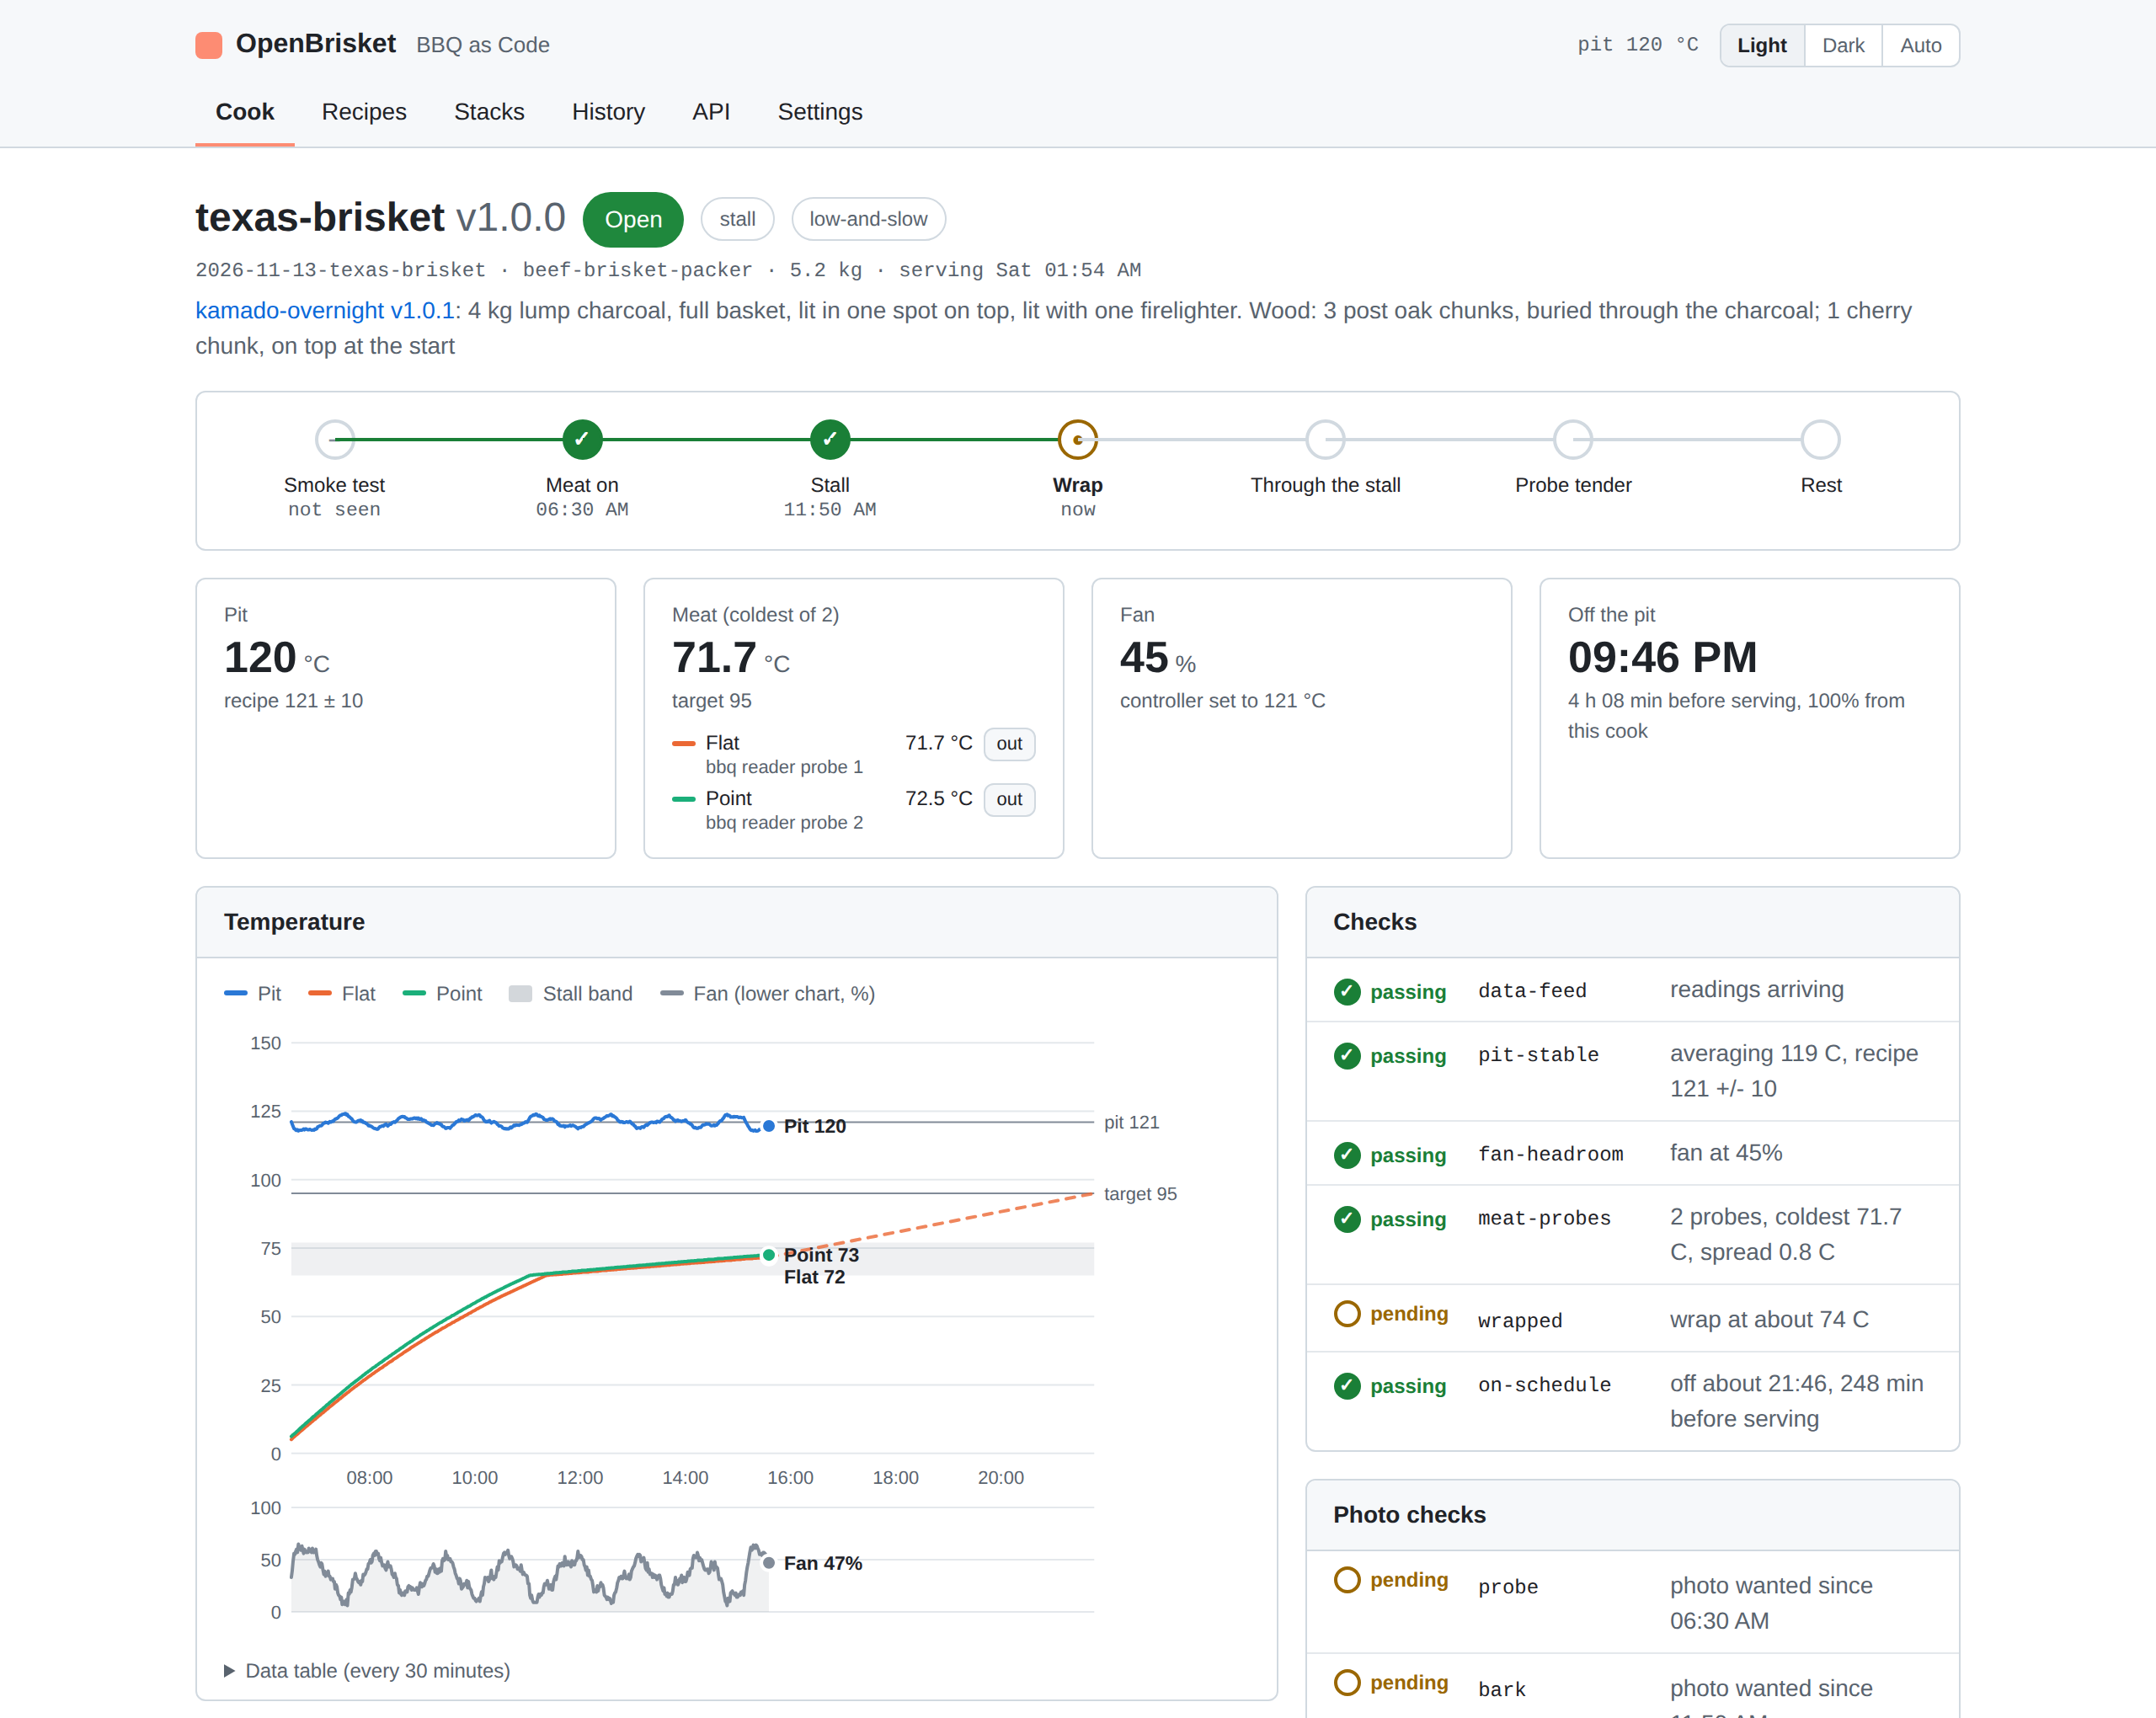 OpenBrisket BBQ as Code
pit 120 °C Light Dark Auto
Cook Recipes Stacks History API Settings
texas-brisket v1.0.0 Open stall low-and-slow
2026-11-13-texas-brisket · beef-brisket-packer · 5.2 kg · serving Sat 01:54 AM
kamado-overnight v1.0.1: 4 kg lump charcoal, full basket, lit in one spot on top, lit with one firelighter. Wood: 3 post oak chunks, buried through the charcoal; 1 cherry
chunk, on top at the start
Smoke test
not seen
Meat on
06:30 AM
Stall
11:50 AM
Wrap
now
Through the stall
Probe tender
Rest
Pit
120 °C
recipe 121 ± 10
Meat (coldest of 2)
71.7 °C
target 95
Flat 71.7 °C out
bbq reader probe 1
Point 72.5 °C out
bbq reader probe 2
Fan
45 %
controller set to 121 °C
Off the pit
09:46 PM
4 h 08 min before serving, 100% from
this cook
Temperature
Pit Flat Point Stall band Fan (lower chart, %)
150
125
100
75
50
25
0
Pit 120
pit 121
target 95
Point 73
Flat 72
08:00 10:00 12:00 14:00 16:00 18:00 20:00
100
50
0
Fan 47%
Data table (every 30 minutes)
Checks
passing data-feed readings arriving
passing pit-stable averaging 119 C, recipe
121 +/- 10
passing fan-headroom fan at 45%
passing meat-probes 2 probes, coldest 71.7
C, spread 0.8 C
pending wrapped wrap at about 74 C
passing on-schedule off about 21:46, 248 min
before serving
Photo checks
pending probe photo wanted since
06:30 AM
pending bark photo wanted since